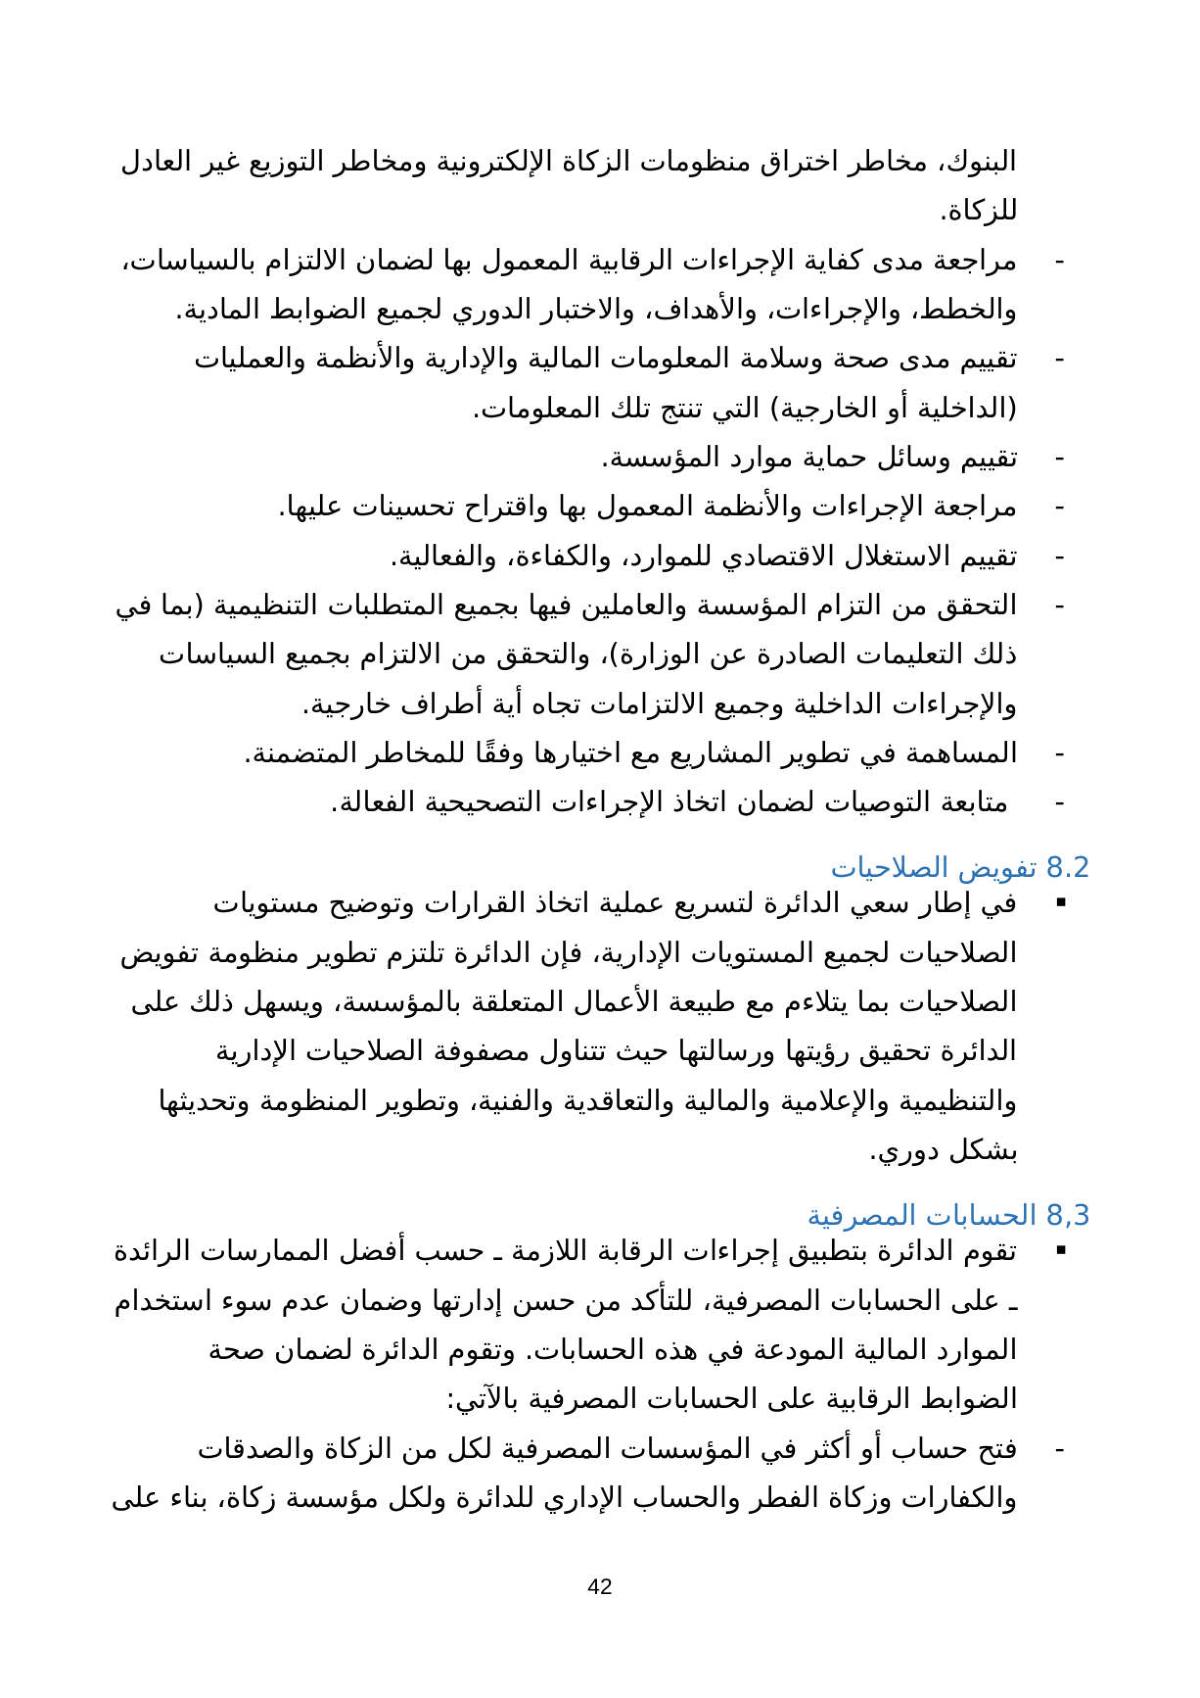 البنوك، مخاطر اختراق منظومات الزكاة الإلكترونية ومخاطر التوزيع غير العادل
للزكاة.
- مراجعة مدى كفاية الإجراءات الرقابية المعمول بها لضمان الالتزام بالسياسات،
والخطط، والإجراءات، والأهداف، والاختبار الدوري لجميع الضوابط المادية.
- تقييم مدى صحة وسلامة المعلومات المالية والإدارية والأنظمة والعمليات
(الداخلية أو الخارجية) التي تنتج تلك المعلومات.
- تقييم وسائل حماية موارد المؤسسة.
- مراجعة الإجراءات والأنظمة المعمول بها واقتراح تحسينات عليها.
- تقييم الاستغلال الاقتصادي للموارد، والكفاءة، والفعالية.
- التحقق من التزام المؤسسة والعاملين فيها بجميع المتطلبات التنظيمية (بما في
ذلك التعليمات الصادرة عن الوزارة)، والتحقق من الالتزام بجميع السياسات
والإجراءات الداخلية وجميع الالتزامات تجاه أية أطراف خارجية.
- المساهمة في تطوير المشاريع مع اختيارها وفقًا للمخاطر المتضمنة.
- متابعة التوصيات لضمان اتخاذ الإجراءات التصحيحية الفعالة.
8.2 تفويض الصلاحيات
▪ في إطار سعي الدائرة لتسريع عملية اتخاذ القرارات وتوضيح مستويات
الصلاحيات لجميع المستويات الإدارية، فإن الدائرة تلتزم تطوير منظومة تفويض
الصلاحيات بما يتلاءم مع طبيعة الأعمال المتعلقة بالمؤسسة، ويسهل ذلك على
الدائرة تحقيق رؤيتها ورسالتها حيث تتناول مصفوفة الصلاحيات الإدارية
والتنظيمية والإعلامية والمالية والتعاقدية والفنية، وتطوير المنظومة وتحديثها
بشكل دوري.
8,3 الحسابات المصرفية
▪ تقوم الدائرة بتطبيق إجراءات الرقابة اللازمة ـ حسب أفضل الممارسات الرائدة
ـ على الحسابات المصرفية، للتأكد من حسن إدارتها وضمان عدم سوء استخدام
الموارد المالية المودعة في هذه الحسابات. وتقوم الدائرة لضمان صحة
الضوابط الرقابية على الحسابات المصرفية بالآتي:
- فتح حساب أو أكثر في المؤسسات المصرفية لكل من الزكاة والصدقات
والكفارات وزكاة الفطر والحساب الإداري للدائرة ولكل مؤسسة زكاة، بناء على
42